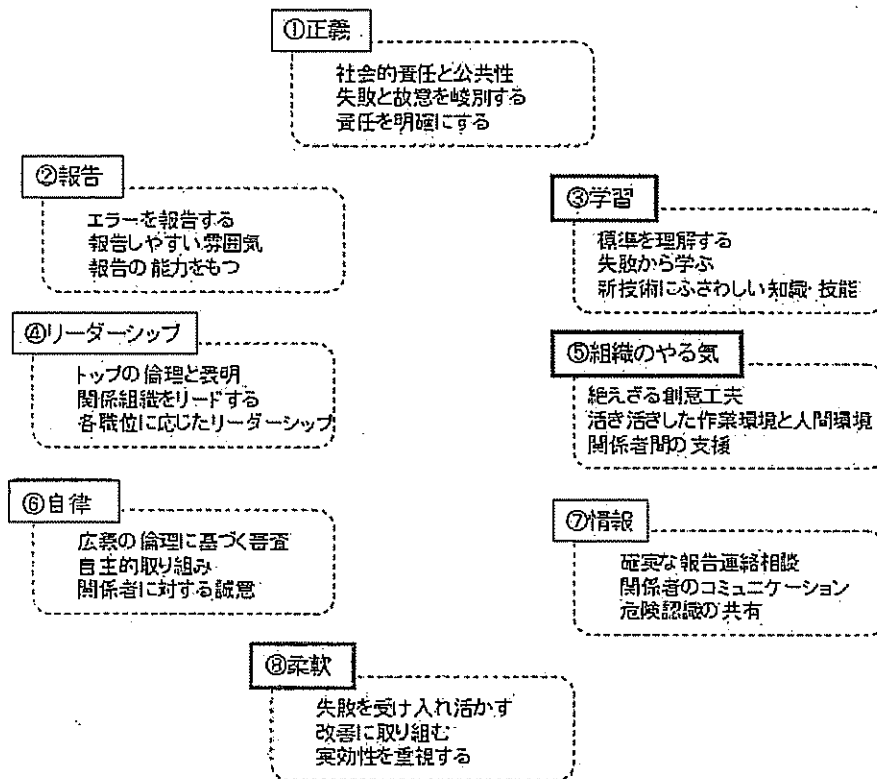 ①正義
社会的責任と公共性
失敗と故意を峻別する
責任を明確にする
②報告
エラーを報告する
報告しやすい雰囲気
報告の能力をもつ
③学習
標準を理解する
失敗から学ぶ
新技術にふさわしい知識・技能
④リーダーシップ
トップの倫理と表明
関係組織をリードする
各職位に応じたリーダーシップ
⑤組織のやる気
絶えざる創意工夫
活き活きした作業環境と人間環境
関係者間の支援
⑥自律
広義の倫理に基づく審査
自主的取り組み
関係者に対する誠意
⑦情報
確実な報告連絡相談
関係者のコミュニケーション
危険認識の共有
⑧柔軟
失敗を受け入れ活かす
改善に取り組む
実効性を重視する